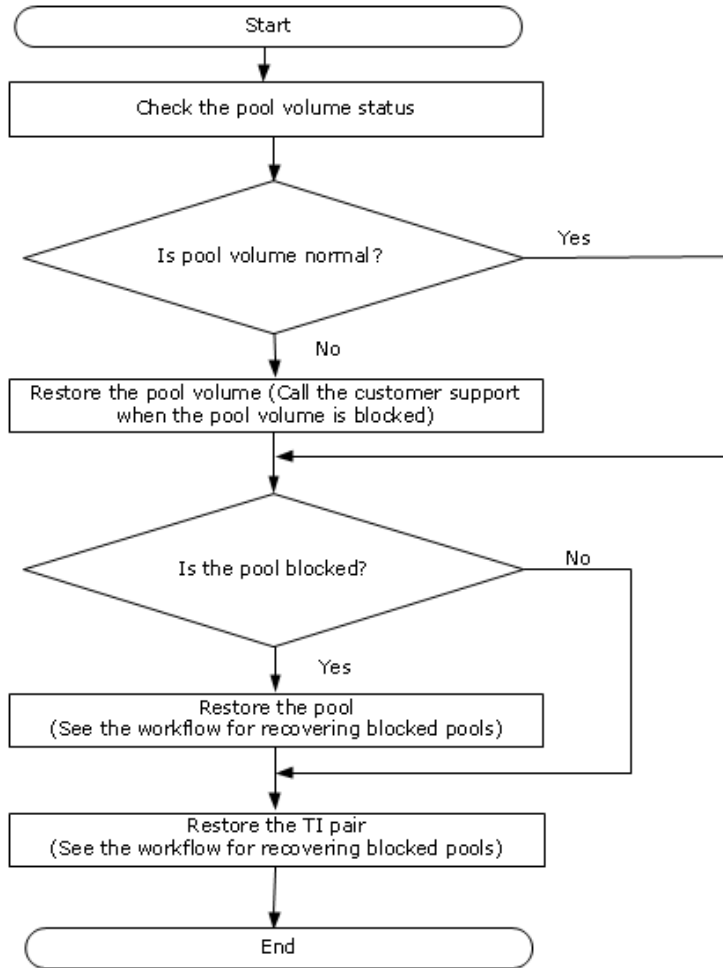 Start
Check the pool volume status
Is pool volume normal?
Yes
No
Restore the pool volume (Call the customer support
when the pool volume is blocked)
Is the pool blocked?
No
Yes
Restore the pool
(See the workflow for recovering blocked pools)
Restore the TI pair
(See the workflow for recovering blocked pools)
End